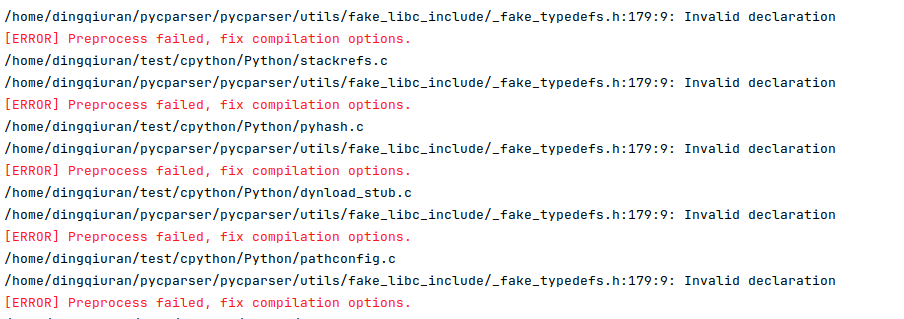 /home/dingqiuran/pycparser/pycparser/utils/fake_libc_include/_fake_typedefs.h:179:9: Invalid declaration
[ERROR] Preprocess failed, fix compilation options.
/home/dingqiuran/test/cpython/Python/stackrefs.c
/home/dingqiuran/pycparser/pycparser/utils/fake_libc_include/_fake_typedefs.h:179:9: Invalid declaration
[ERROR] Preprocess failed, fix compilation options.
/home/dingqiuran/test/cpython/Python/pyhash.c
/home/dingqiuran/pycparser/pycparser/utils/fake_libc_include/_fake_typedefs.h:179:9: Invalid declaration
[ERROR] Preprocess failed, fix compilation options.
/home/dingqiuran/test/cpython/Python/dynload_stub.c
/home/dingqiuran/pycparser/pycparser/utils/fake_libc_include/_fake_typedefs.h:179:9: Invalid declaration
[ERROR] Preprocess failed, fix compilation options.
/home/dingqiuran/test/cpython/Python/pathconfig.c
/home/dingqiuran/pycparser/pycparser/utils/fake_libc_include/_fake_typedefs.h:179:9: Invalid declaration
[ERROR] Preprocess failed, fix compilation options.